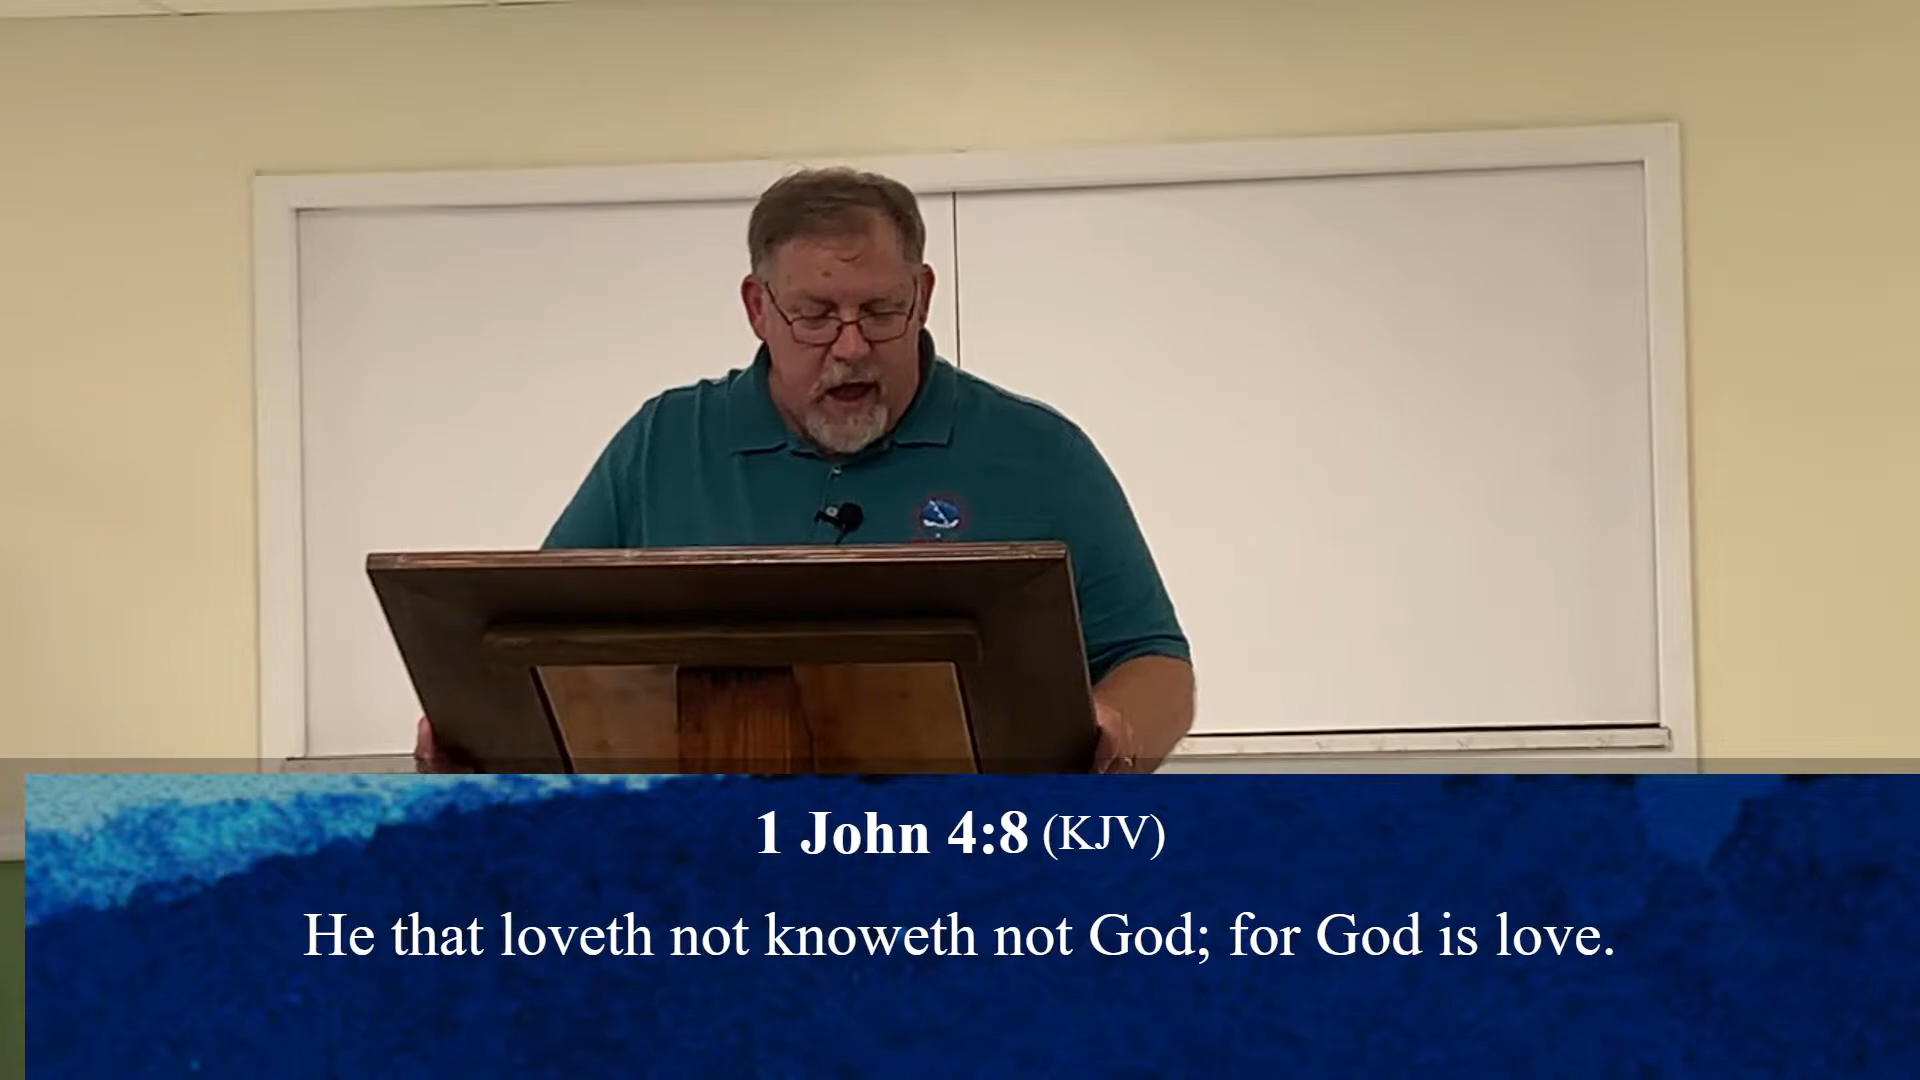 1 John 4:8 (KJV)
He that loveth not knoweth not God; for God is love.